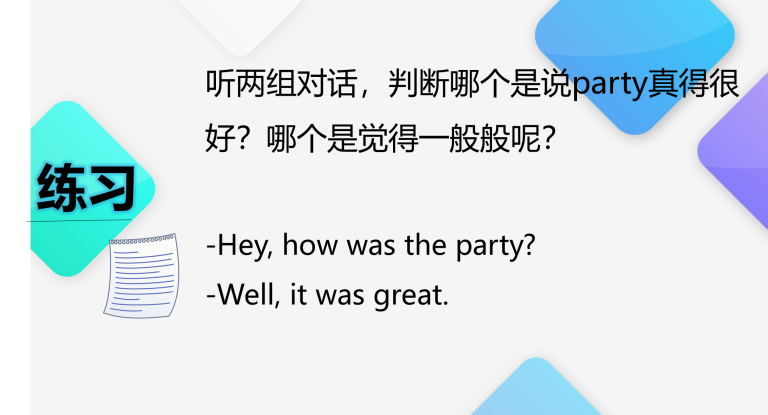 听两组对话，判断哪个是说party真得很
好？哪个是觉得一般般呢？
练习
-Hey, how was the party?
-Well, it was great.